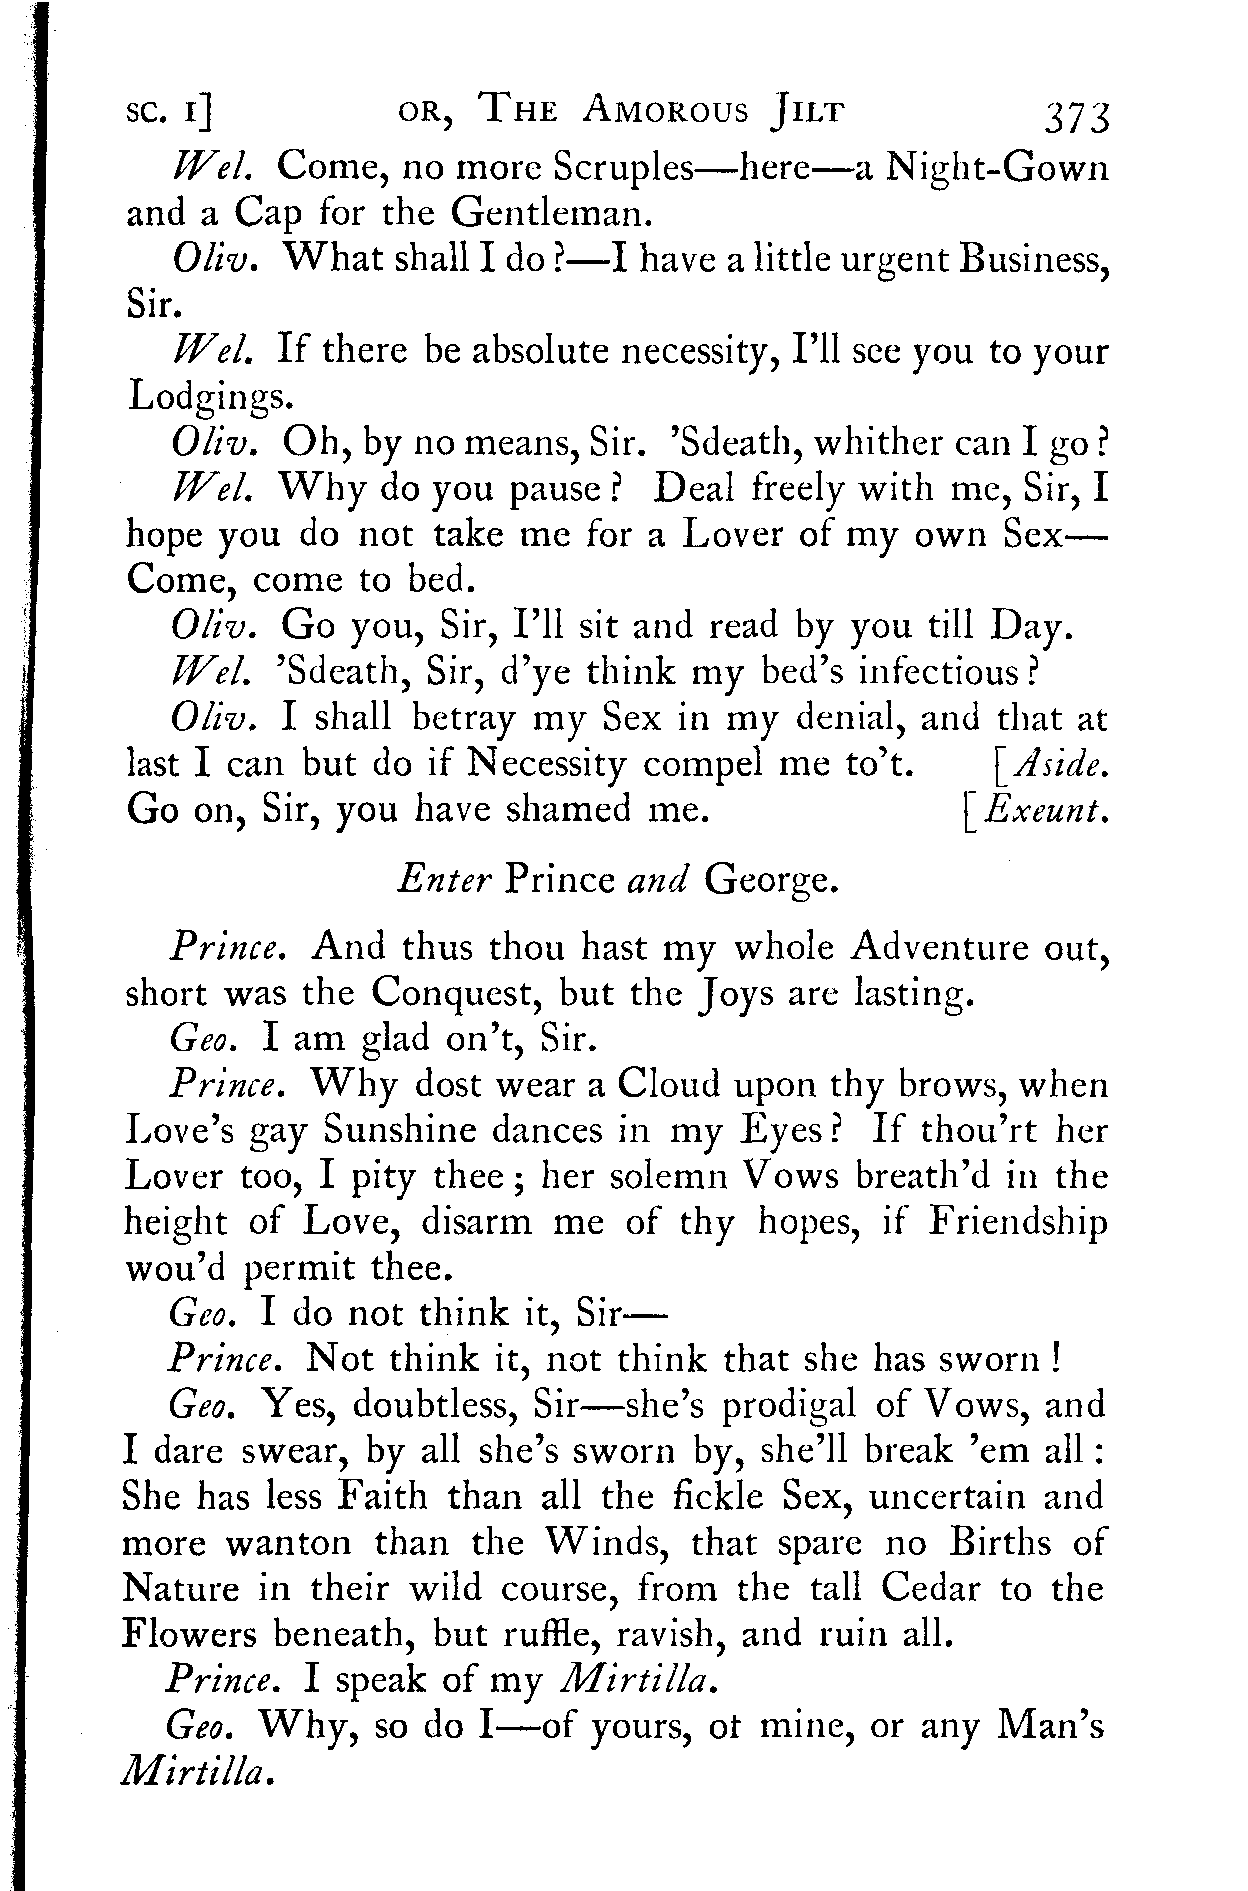 SC. I] OR, THE AMOROUS JILT 373
Wel. Come, no more Scruples—here—a Night-Gown
and a Cap for the Gentleman.
Oliv. What shall I do?—I have a little urgent Business,
Sir.
Wel. If there be absolute necessity, I'll see you to your
Lodgings.
Oliv. Oh, by no means, Sir. 'Sdeath, whither can I go?
Wel. Why do you pause? Deal freely with me, Sir, I
hope you do not take me for a Lover of my own Sex—
Come, come to bed.
Oliv. Go you, Sir, I'll sit and read by you till Day.
Wel. 'Sdeath, Sir, d'ye think my bed's infectious?
Oliv. I shall betray my Sex in my denial, and that at
last I can but do if Necessity compel me to't. [Aside.
Go on, Sir, you have shamed me. [Exeunt.
Enter Prince and George.
Prince. And thus thou hast my whole Adventure out,
short was the Conquest, but the Joys are lasting.
Geo. I am glad on't, Sir.
Prince. Why dost wear a Cloud upon thy brows, when
Love's gay Sunshine dances in my Eyes? If thou'rt her
Lover too, I pity thee; her solemn Vows breath'd in the
height of Love, disarm me of thy hopes, if Friendship
wou'd permit thee.
Geo. I do not think it, Sir—
Prince. Not think it, not think that she has sworn!
Geo. Yes, doubtless, Sir—she's prodigal of Vows, and
I dare swear, by all she's sworn by, she'll break 'em all:
She has less Faith than all the fickle Sex, uncertain and
more wanton than the Winds, that spare no Births of
Nature in their wild course, from the tall Cedar to the
Flowers beneath, but ruffle, ravish, and ruin all.
Prince. I speak of my Mirtilla.
Geo. Why, so do I—of yours, or mine, or any Man's
Mirtilla.